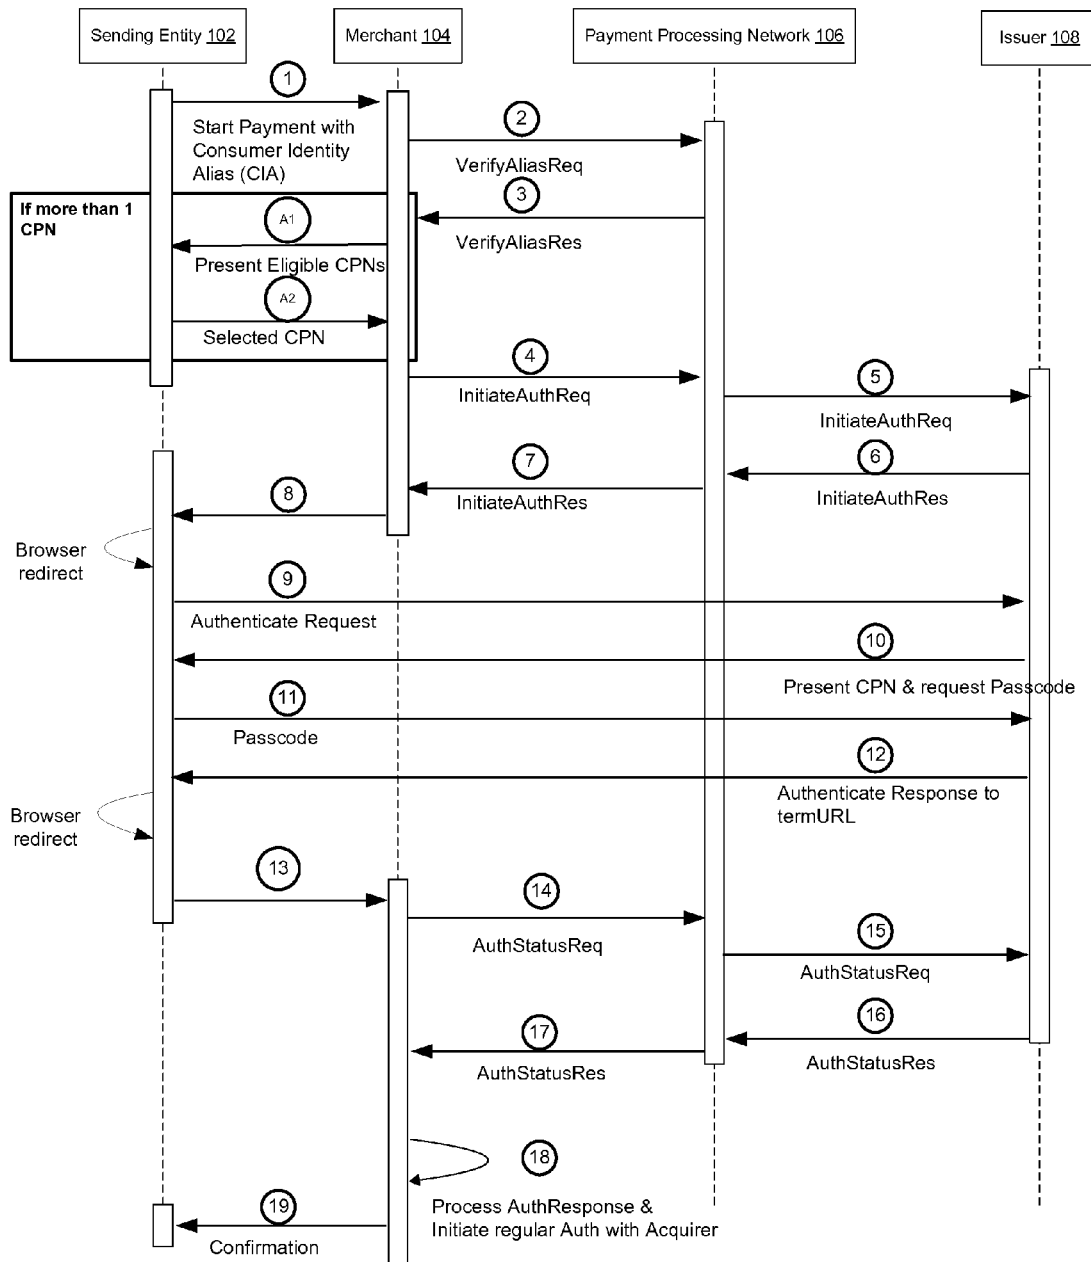 Sending Entity 102
Merchant 104
Payment Processing Network 106
Issuer 108
1
Start Payment with
Consumer Identity
Alias (CIA)
2
VerifyAliasReq
If more than 1
CPN
3
VerifyAliasRes
A1
Present Eligible CPNs
A2
Selected CPN
4
InitiateAuthReq
5
InitiateAuthReq
6
InitiateAuthRes
7
InitiateAuthRes
8
Browser
redirect
9
Authenticate Request
10
Present CPN & request Passcode
11
Passcode
12
Authenticate Response to
termURL
Browser
redirect
13
14
AuthStatusReq
15
AuthStatusReq
16
AuthStatusRes
17
AuthStatusRes
18
Process AuthResponse &
Initiate regular Auth with Acquirer
19
Confirmation